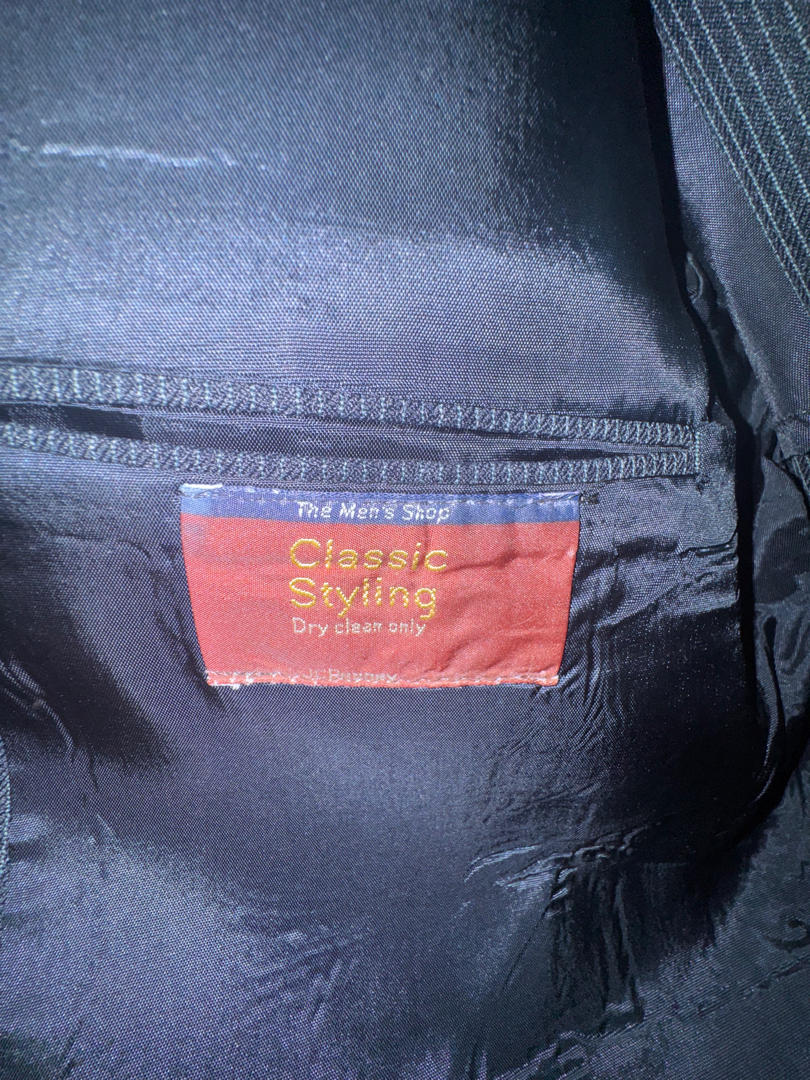 The Men's Shop
Classic
Styling
Dry clean only